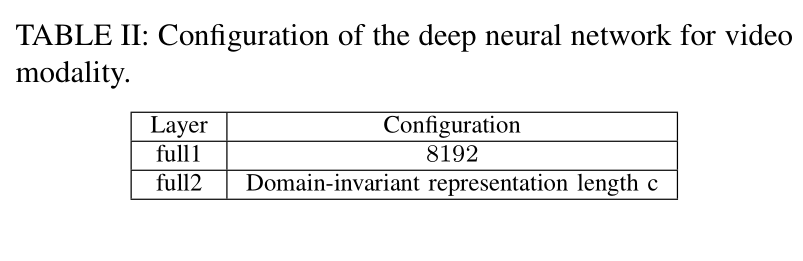 TABLE II: Configuration of the deep neural network for video
modality.
Layer Configuration
full1 8192
full2 Domain-invariant representation length c